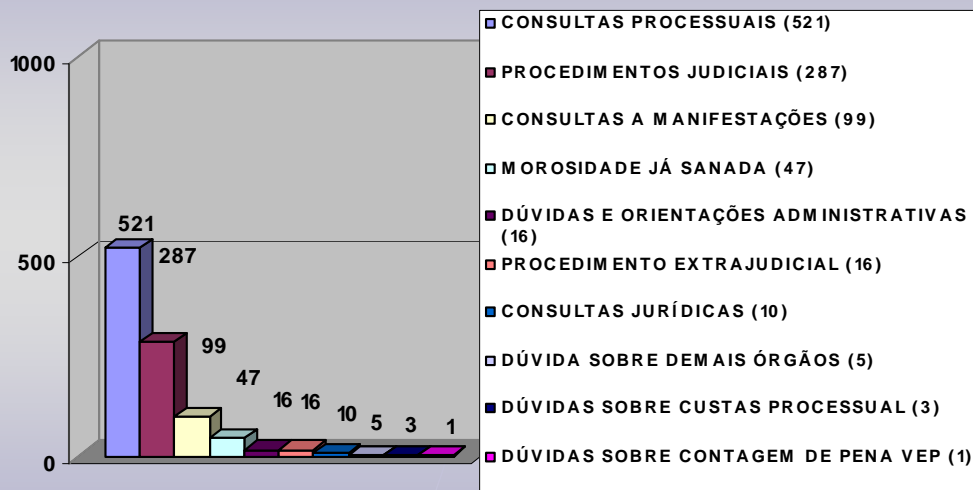 1000
500
0
521
287
99
47
16
16
10
5
3
1
CONSULTAS PROCESSUAIS (521)
PROCEDIMENTOS JUDICIAIS (287)
CONSULTAS A MANIFESTAÇÕES (99)
MOROSIDADE JÁ SANADA (47)
DÚVIDAS E ORIENTAÇÕES ADMINISTRATIVAS
(16)
PROCEDIMENTO EXTRAJUDICIAL (16)
CONSULTAS JURÍDICAS (10)
DÚVIDA SOBRE DEMAIS ÓRGÃOS (5)
DÚVIDAS SOBRE CUSTAS PROCESSUAL (3)
DÚVIDAS SOBRE CONTAGEM DE PENA VEP (1)